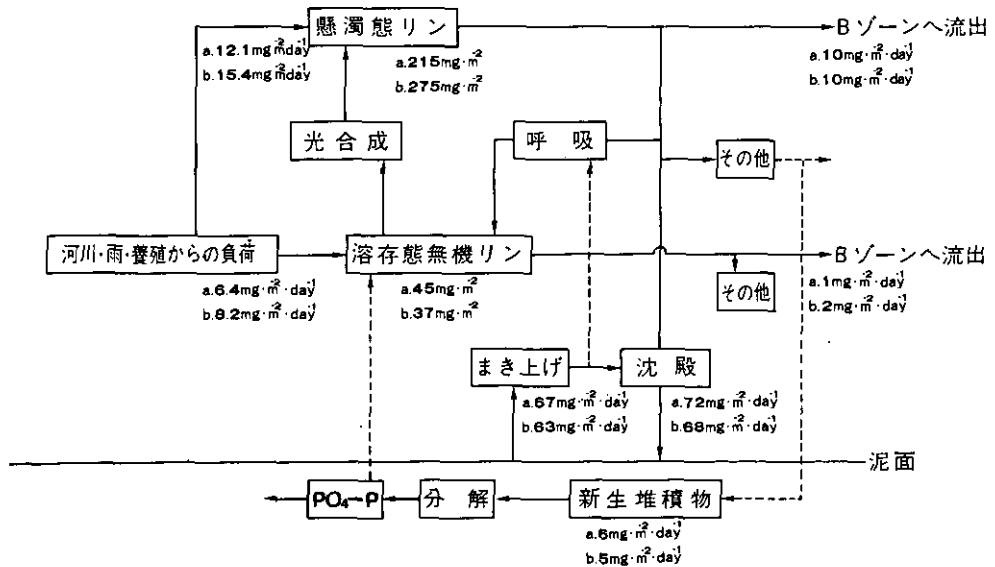 懸濁態リン
Bゾーンへ流出
a.12.1mg·m⁻²day⁻¹
b.15.4mg·m⁻²day⁻¹
a.215mg·m⁻²
b.275mg·m⁻²
a.10mg·m⁻²·day⁻¹
b.10mg·m⁻²·day⁻¹
光合成
呼吸
その他
河川・雨・養殖からの負荷
溶存態無機リン
Bゾーンへ流出
a.6.4mg·m⁻²·day⁻¹
b.8.2mg·m⁻²·day⁻¹
a.45mg·m⁻²
b.37mg·m⁻²
その他
a.1mg·m⁻²·day⁻¹
b.2mg·m⁻²·day⁻¹
まき上げ
沈殿
a.67mg·m⁻²·day⁻¹
b.63mg·m⁻²·day⁻¹
a.72mg·m⁻²·day⁻¹
b.68mg·m⁻²·day⁻¹
泥面
PO₄-P
分解
新生堆積物
a.6mg·m⁻²·day⁻¹
b.5mg·m⁻²·day⁻¹